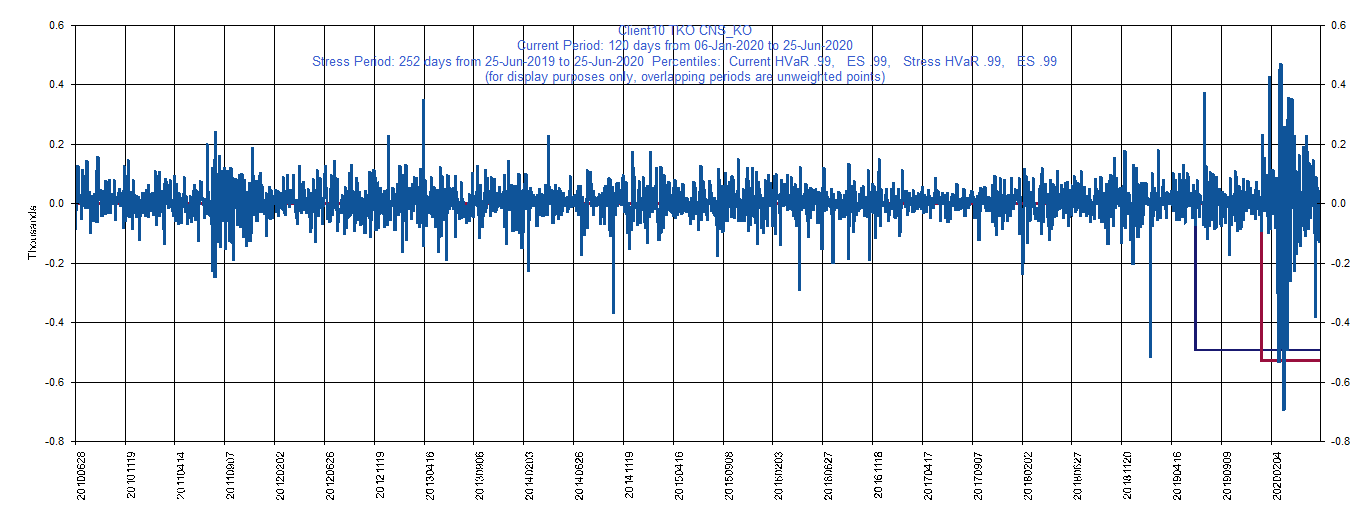 Client10 TKO CNS_KO
Current Period: 120 days from 06-Jan-2020 to 25-Jun-2020
Stress Period: 252 days from 25-Jun-2019 to 25-Jun-2020 Percentiles: Current HVaR .99, ES .99, Stress HVaR .99, ES .99
(for display purposes only, overlapping periods are unweighted points)
0.6 0.6
0.4 0.4
0.2 0.2
0.0 0.0
Thousands
-0.2 -0.2
-0.4 -0.4
-0.6 -0.6
-0.8 -0.8
20100628 20101119 20110414 20110907 20120202 20120626 20121119 20130416 20130906 20140203 20140626 20141119 20150416 20150908 20160203 20160627 20161118 20170417 20170907 20180202 20180627 20181120 20190416 20190909 20200204